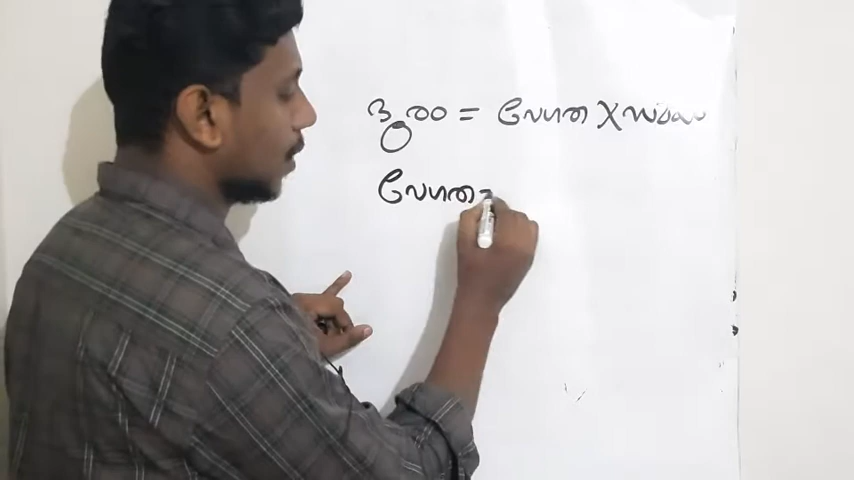 ദൂരം = വേഗത X സമയം
വേഗത =